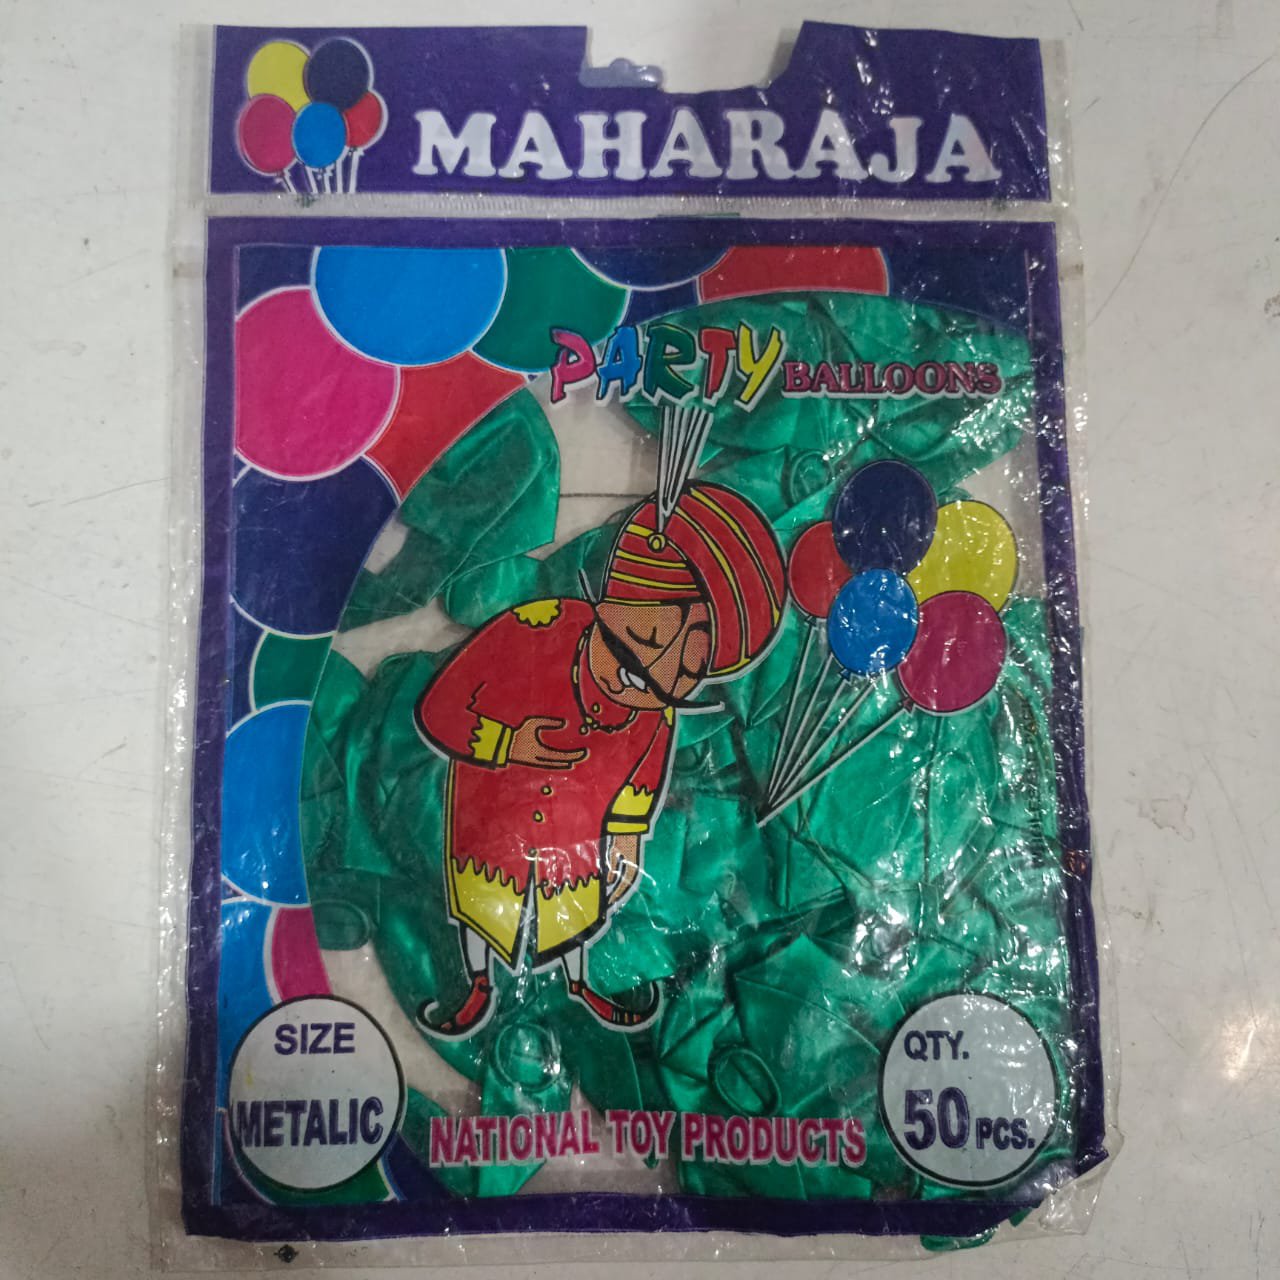 MAHARAJA
PARTY BALLOONS
SIZE
METALIC
NATIONAL TOY PRODUCTS
QTY.
50 PCS.